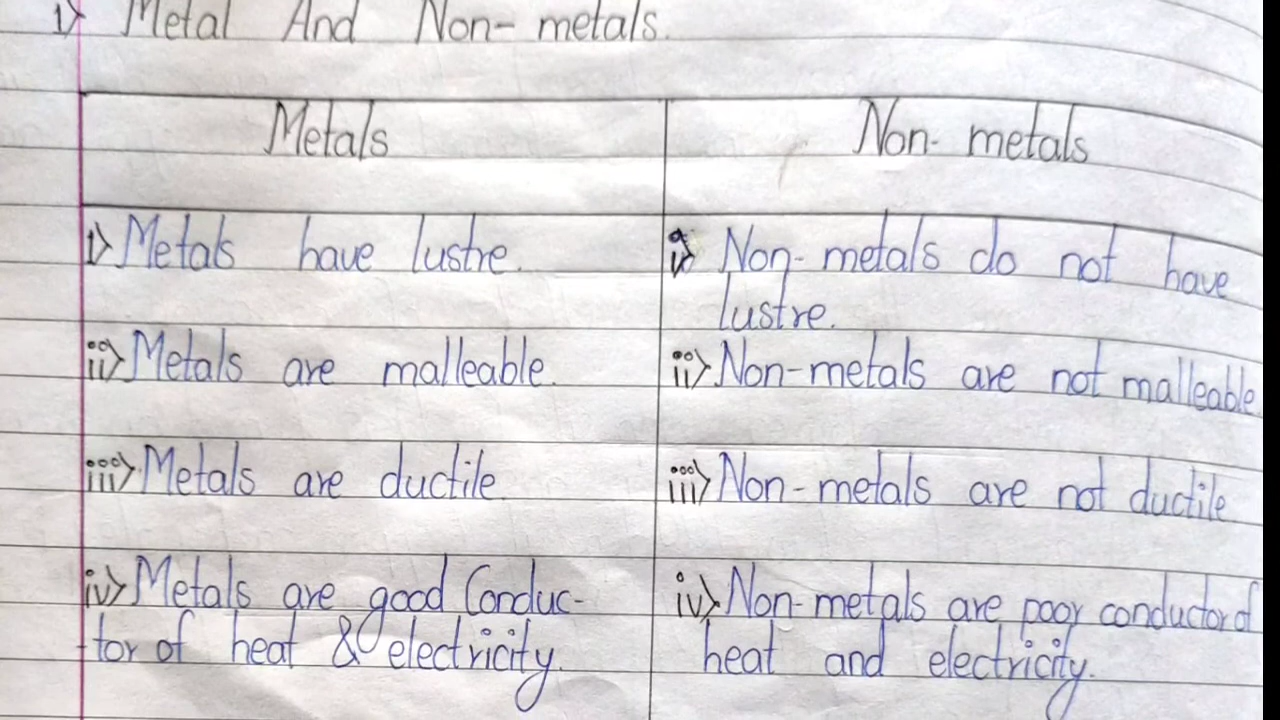 1) Metal And Non-metals.
Metals
Non-metals
i) Metals have lustre.
i) Non-metals do not have
lustre.
ii) Metals are malleable.
ii) Non-metals are not malleable
iii) Metals are ductile.
iii) Non-metals are not ductile
iv) Metals are good Conduc-
tor of heat & electricity.
iv) Non-metals are poor conductor of
heat and electricity.